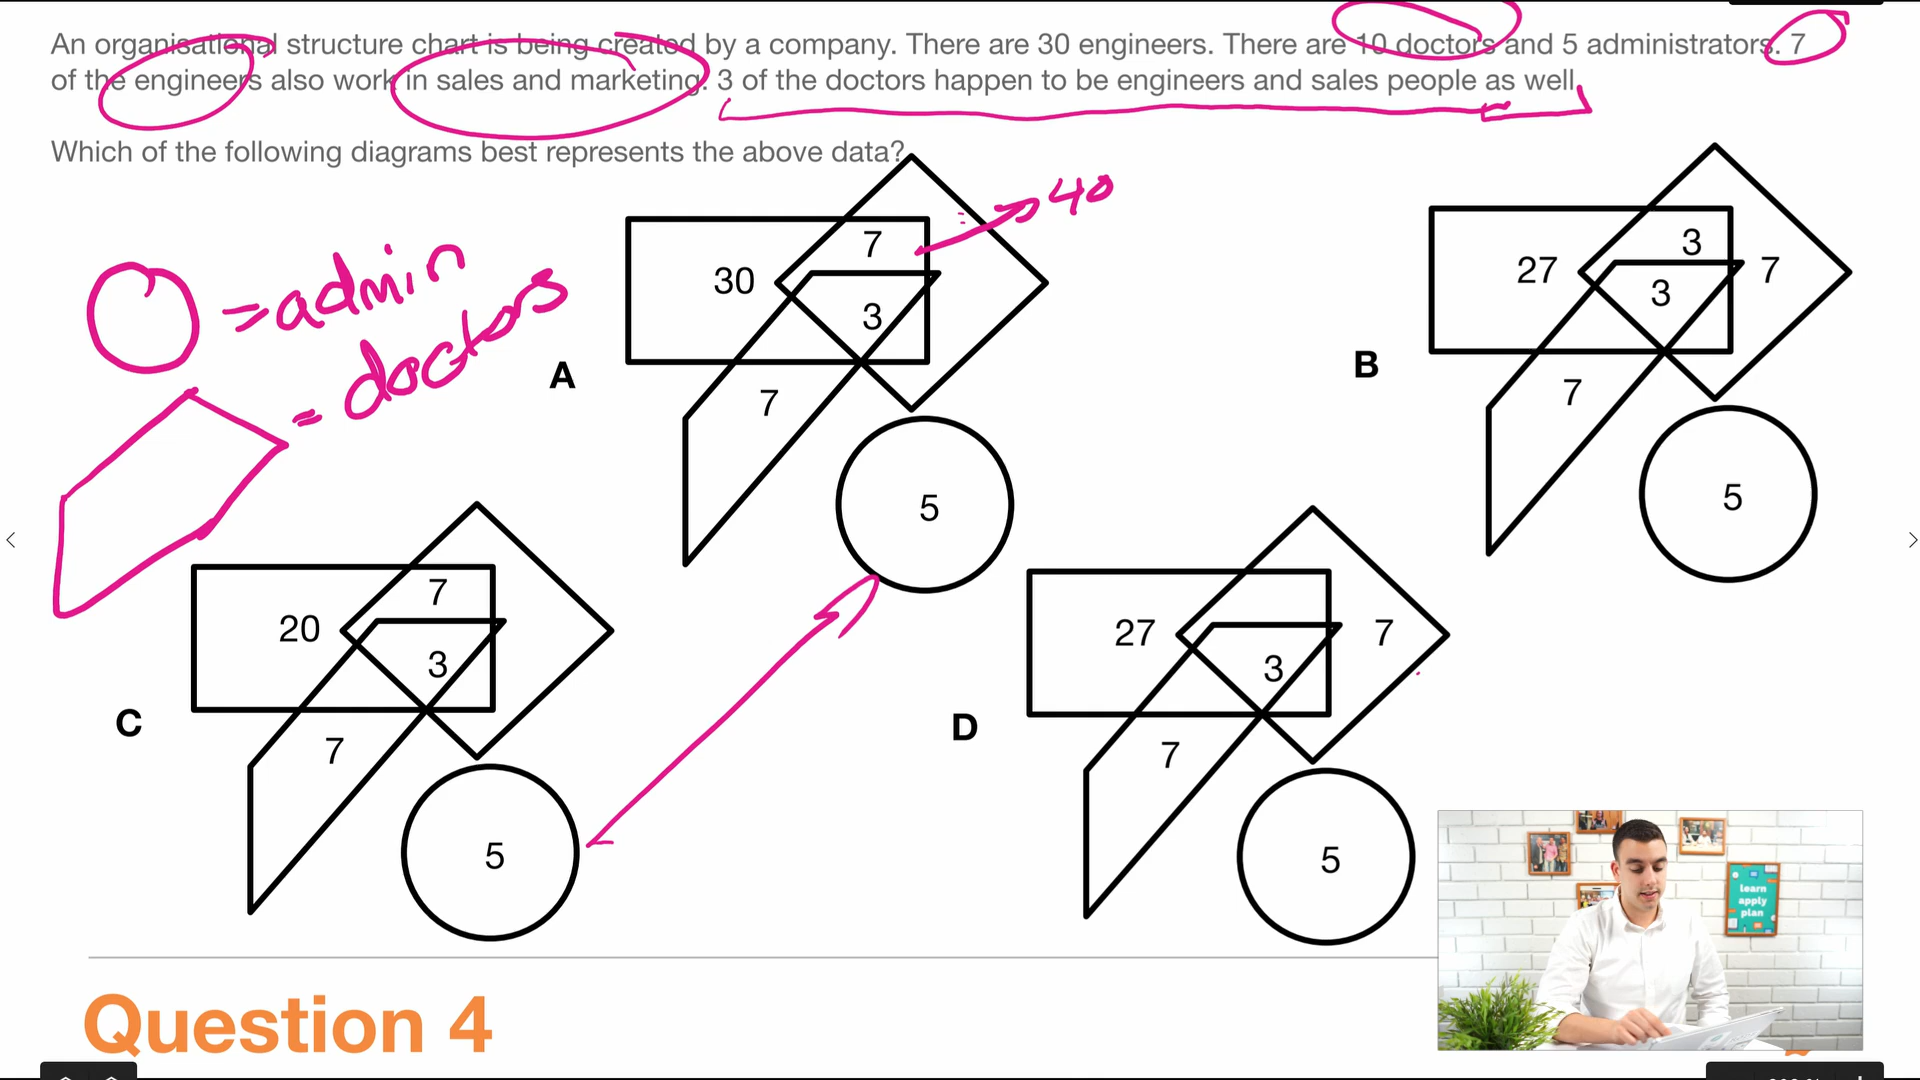 An organisational structure chart is being created by a company. There are 30 engineers. There are 10 doctors and 5 administrators. 7
of the engineers also work in sales and marketing. 3 of the doctors happen to be engineers and sales people as well.
Which of the following diagrams best represents the above data?
= admin
= doctors
→ 40
30
7
3
7
5
A
27
3
3
7
7
5
B
20
7
3
7
5
C
27
3
7
7
5
D
learn
apply
plan
Question 4